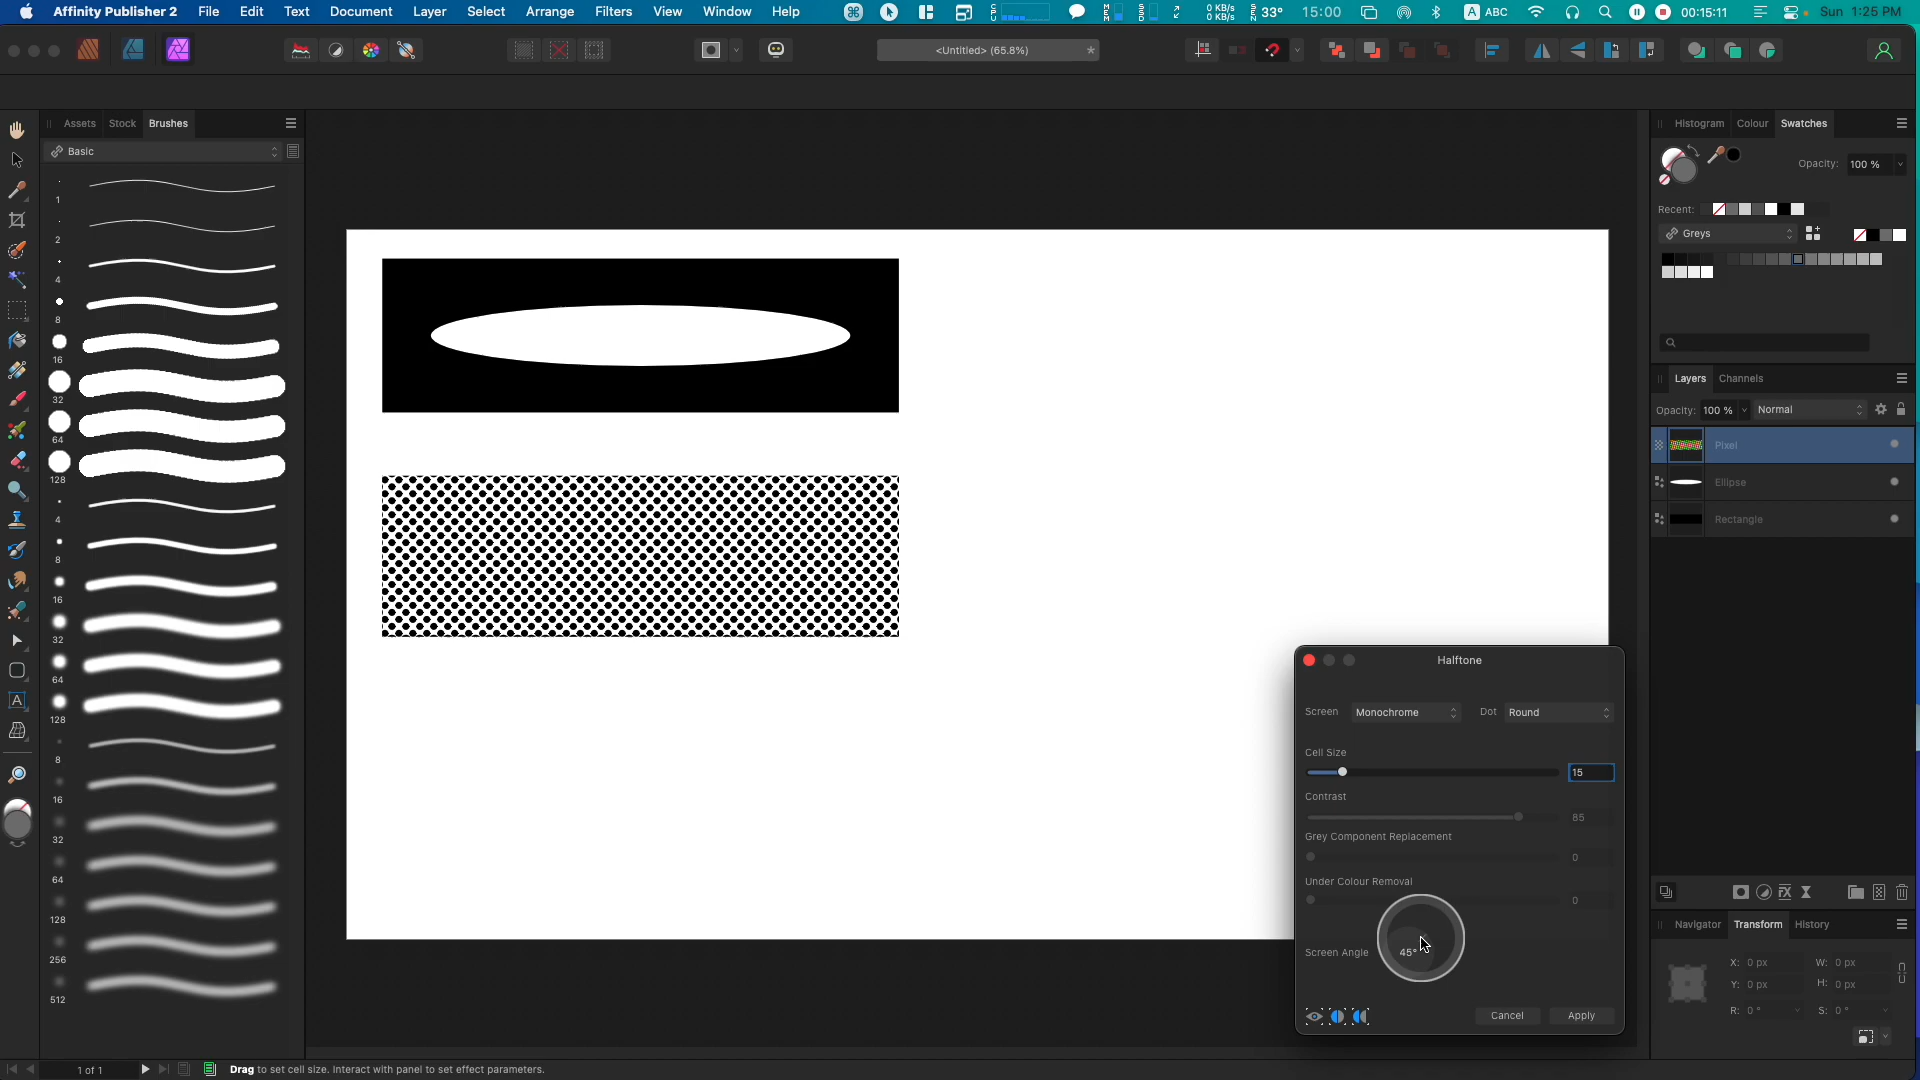 Affinity Publisher 2 File Edit Text Document Layer Select Arrange Filters View Window Help
0 KB/s
0 KB/s
33° 15:00 A ABC 00:15:11 Sun 1:25 PM
<Untitled> (65.8%) *
Assets Stock Brushes
Basic
1
2
4
8
16
32
64
128
4
8
16
32
64
128
8
16
32
64
128
256
512
Histogram Colour Swatches
Opacity: 100 %
Recent:
Greys
Layers Channels
Opacity: 100 % Normal
Pixel
Ellipse
Rectangle
Navigator Transform History
X: 0 px W: 0 px
Y: 0 px H: 0 px
R: 0 ° S: 0 °
Halftone
Screen Monochrome Dot Round
Cell Size
15
Contrast
85
Grey Component Replacement
0
Under Colour Removal
0
Screen Angle 45°
Cancel Apply
1 of 1 Drag to set cell size. Interact with panel to set effect parameters.